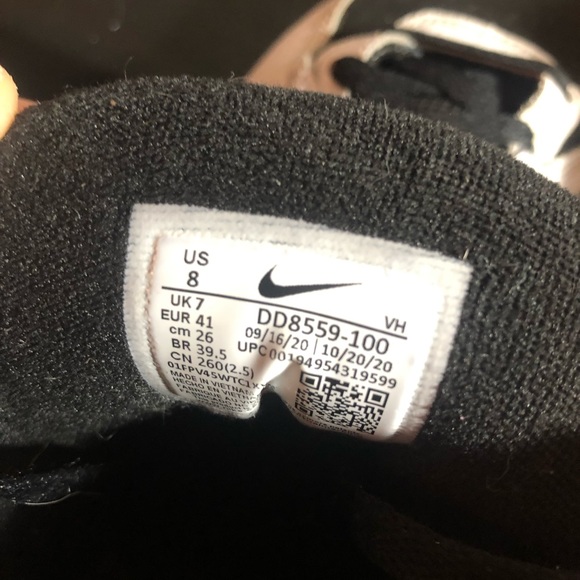 US
8
UK 7
EUR 41
cm 26
BR 39.5
CN 260(2.5)
DD8559-100
VH
09/16/20 | 10/20/20
UPC00194954319599
MADE IN VIETNAM